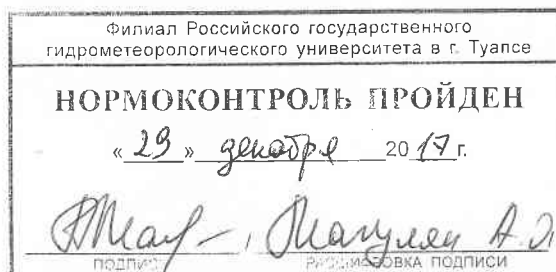 Филиал Российского государственного
гидрометеорологического университета в г. Туапсе
НОРМОКОНТРОЛЬ ПРОЙДЕН
« 29 » декабря 2017 г.
А.Д.
ПОДПИСЬ РАСШИФРОВКА ПОДПИСИ